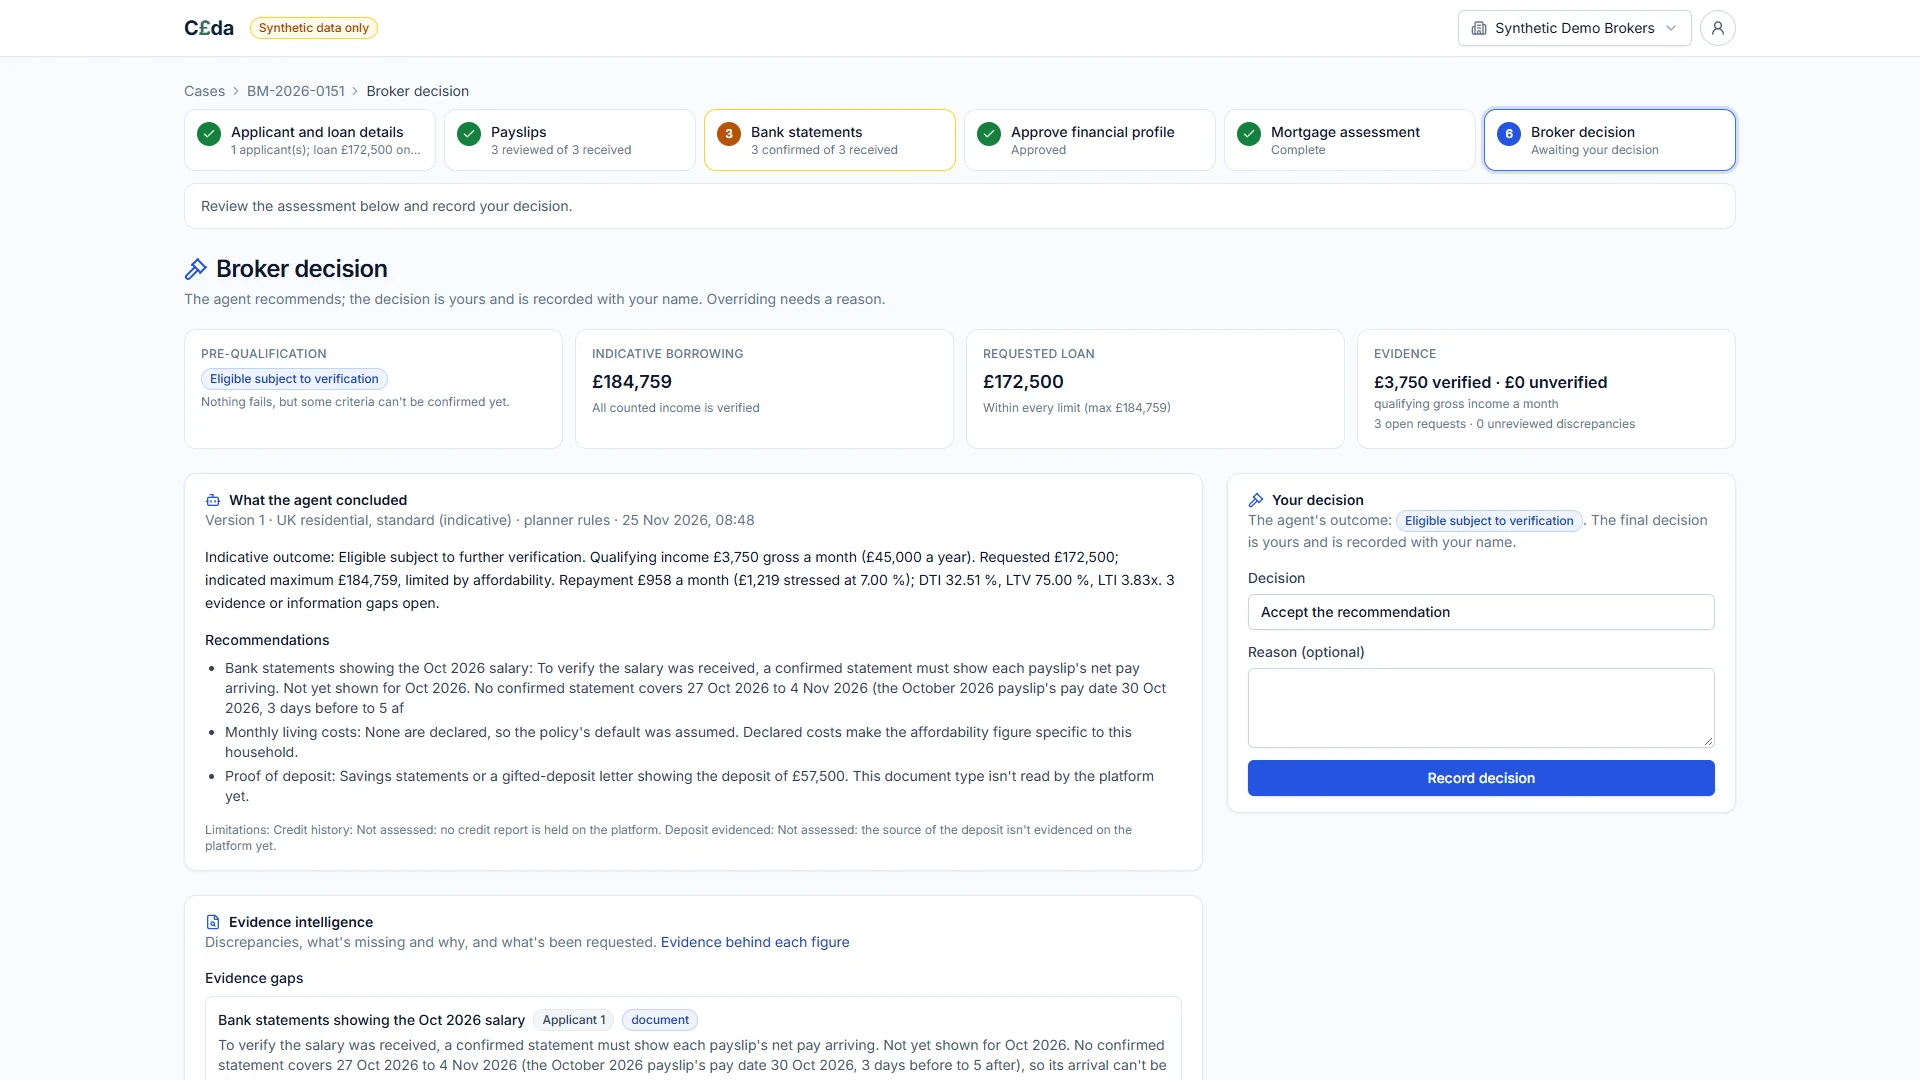 C£da
Synthetic data only
Synthetic Demo Brokers
Cases > BM-2026-0151 > Broker decision
Applicant and loan details
1 applicant(s); loan £172,500 on...
Payslips
3 reviewed of 3 received
3
Bank statements
3 confirmed of 3 received
Approve financial profile
Approved
Mortgage assessment
Complete
6
Broker decision
Awaiting your decision
Review the assessment below and record your decision.
Broker decision
The agent recommends; the decision is yours and is recorded with your name. Overriding needs a reason.
PRE-QUALIFICATION
Eligible subject to verification
Nothing fails, but some criteria can't be confirmed yet.
INDICATIVE BORROWING
£184,759
All counted income is verified
REQUESTED LOAN
£172,500
Within every limit (max £184,759)
EVIDENCE
£3,750 verified · £0 unverified
qualifying gross income a month
3 open requests · 0 unreviewed discrepancies
What the agent concluded
Version 1 · UK residential, standard (indicative) · planner rules · 25 Nov 2026, 08:48
Indicative outcome: Eligible subject to further verification. Qualifying income £3,750 gross a month (£45,000 a year). Requested £172,500;
indicated maximum £184,759, limited by affordability. Repayment £958 a month (£1,219 stressed at 7.00 %); DTI 32.51 %, LTV 75.00 %, LTI 3.83x. 3
evidence or information gaps open.
Recommendations
• Bank statements showing the Oct 2026 salary: To verify the salary was received, a confirmed statement must show each payslip's net pay
arriving. Not yet shown for Oct 2026. No confirmed statement covers 27 Oct 2026 to 4 Nov 2026 (the October 2026 payslip's pay date 30 Oct
2026, 3 days before to 5 af
• Monthly living costs: None are declared, so the policy's default was assumed. Declared costs make the affordability figure specific to this
household.
• Proof of deposit: Savings statements or a gifted-deposit letter showing the deposit of £57,500. This document type isn't read by the platform
yet.
Limitations: Credit history: Not assessed: no credit report is held on the platform. Deposit evidenced: Not assessed: the source of the deposit isn't evidenced on the
platform yet.
Your decision
The agent's outcome: Eligible subject to verification. The final decision
is yours and is recorded with your name.
Decision
Accept the recommendation
Reason (optional)
Record decision
Evidence intelligence
Discrepancies, what's missing and why, and what's been requested. Evidence behind each figure
Evidence gaps
Bank statements showing the Oct 2026 salary Applicant 1 document
To verify the salary was received, a confirmed statement must show each payslip's net pay arriving. Not yet shown for Oct 2026. No confirmed
statement covers 27 Oct 2026 to 4 Nov 2026 (the October 2026 payslip's pay date 30 Oct 2026, 3 days before to 5 after), so its arrival can't be